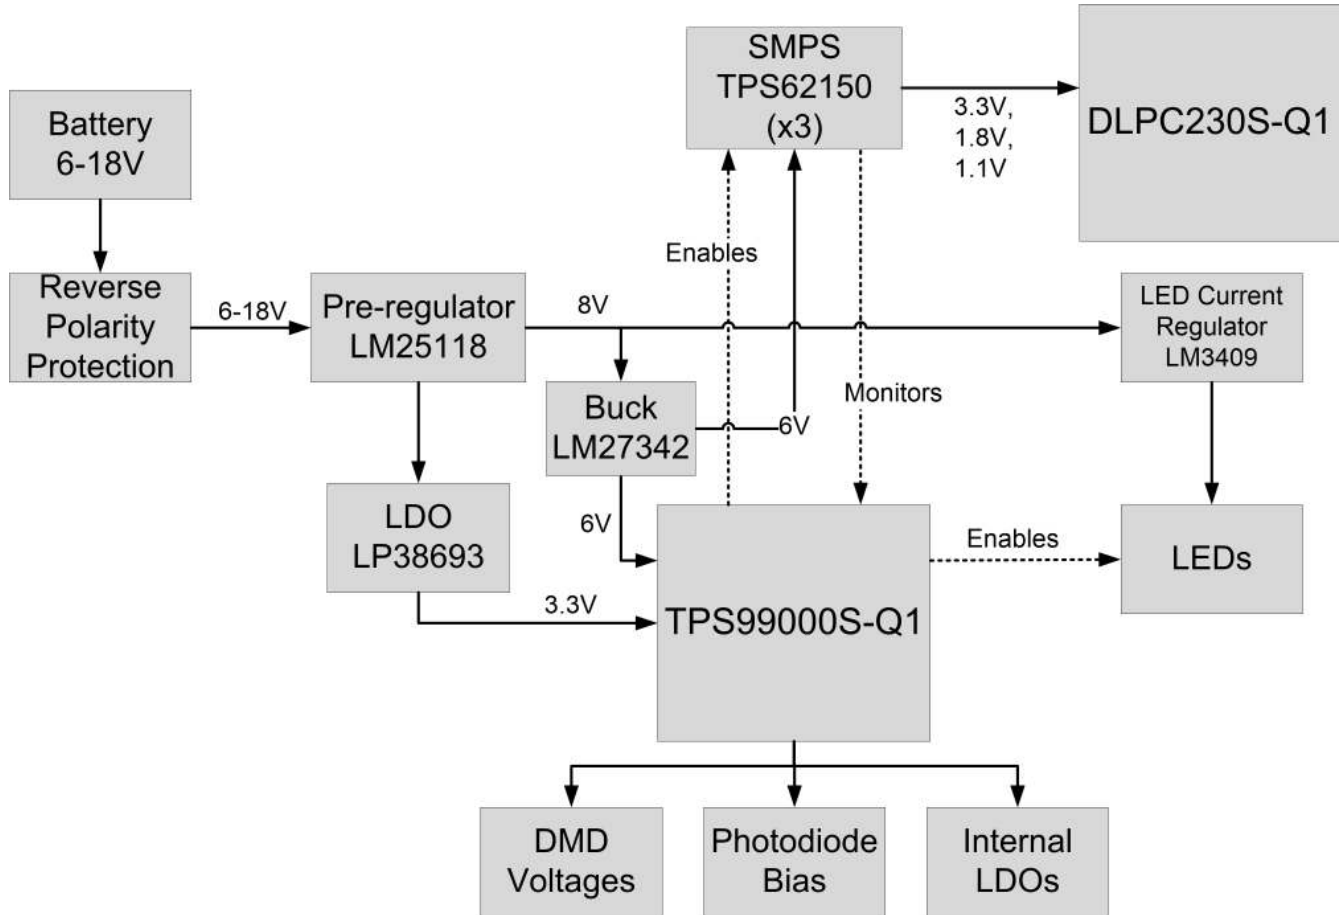 SMPS
TPS62150
(x3)
3.3V,
1.8V,
1.1V
DLPC230S-Q1
Battery
6-18V
Enables
Reverse
Polarity
Protection
6-18V
Pre-regulator
LM25118
8V
LED Current
Regulator
LM3409
Buck
LM27342
6V
Monitors
LDO
LP38693
6V
3.3V
TPS99000S-Q1
Enables
LEDs
DMD
Voltages
Photodiode
Bias
Internal
LDOs